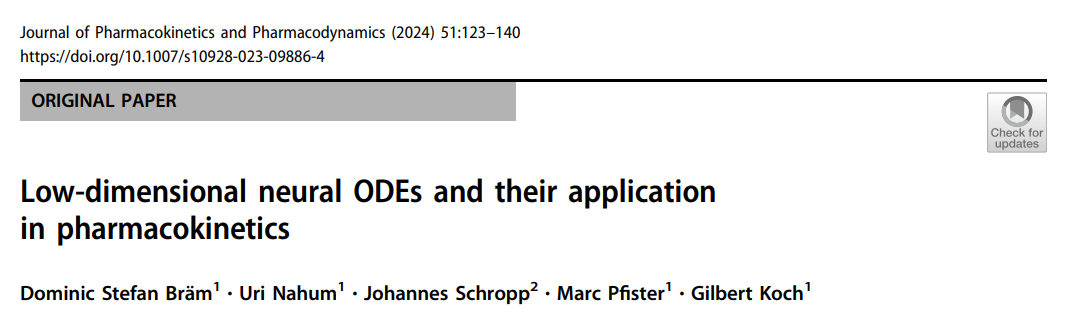 Journal of Pharmacokinetics and Pharmacodynamics (2024) 51:123–140
https://doi.org/10.1007/s10928-023-09886-4
ORIGINAL PAPER
Check for
updates
Low-dimensional neural ODEs and their application
in pharmacokinetics
Dominic Stefan Bräm¹ · Uri Nahum¹ · Johannes Schropp² · Marc Pfister¹ · Gilbert Koch¹